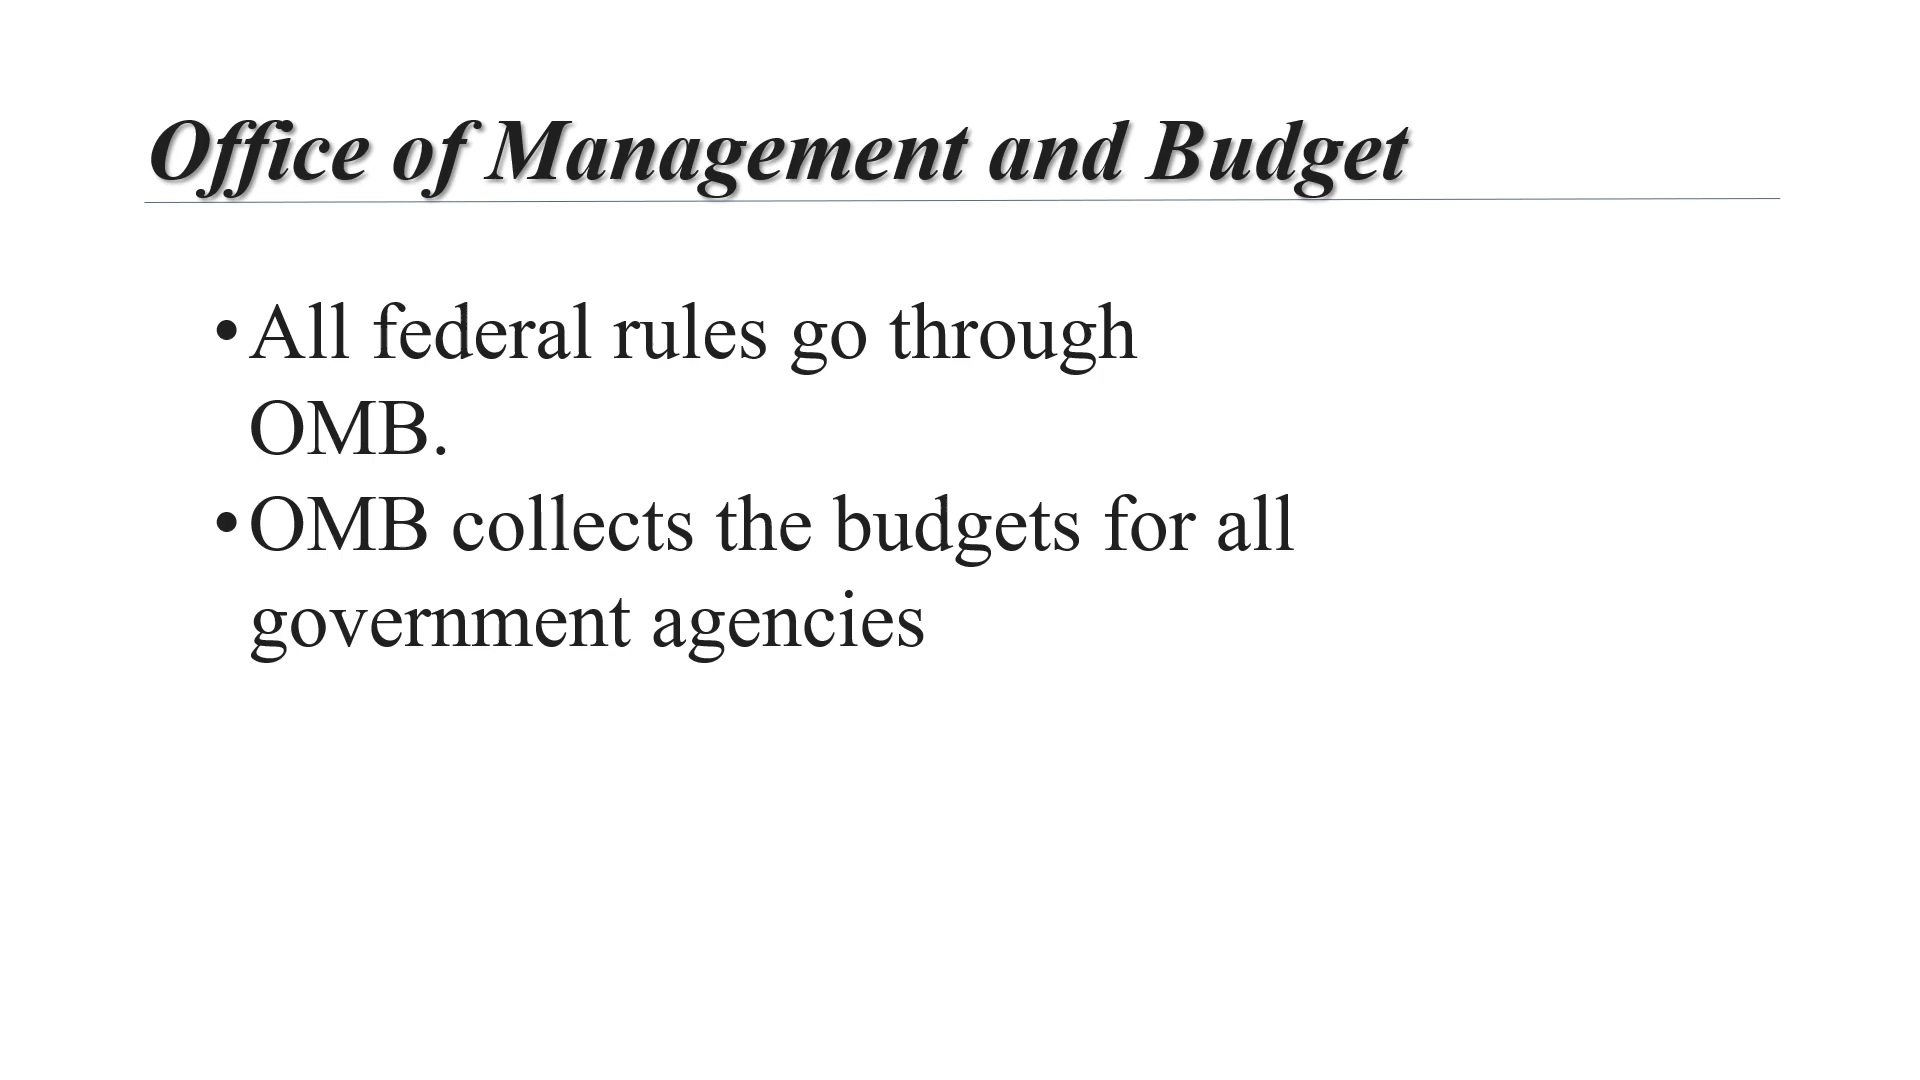 Office of Management and Budget
•All federal rules go through
OMB.
•OMB collects the budgets for all
government agencies